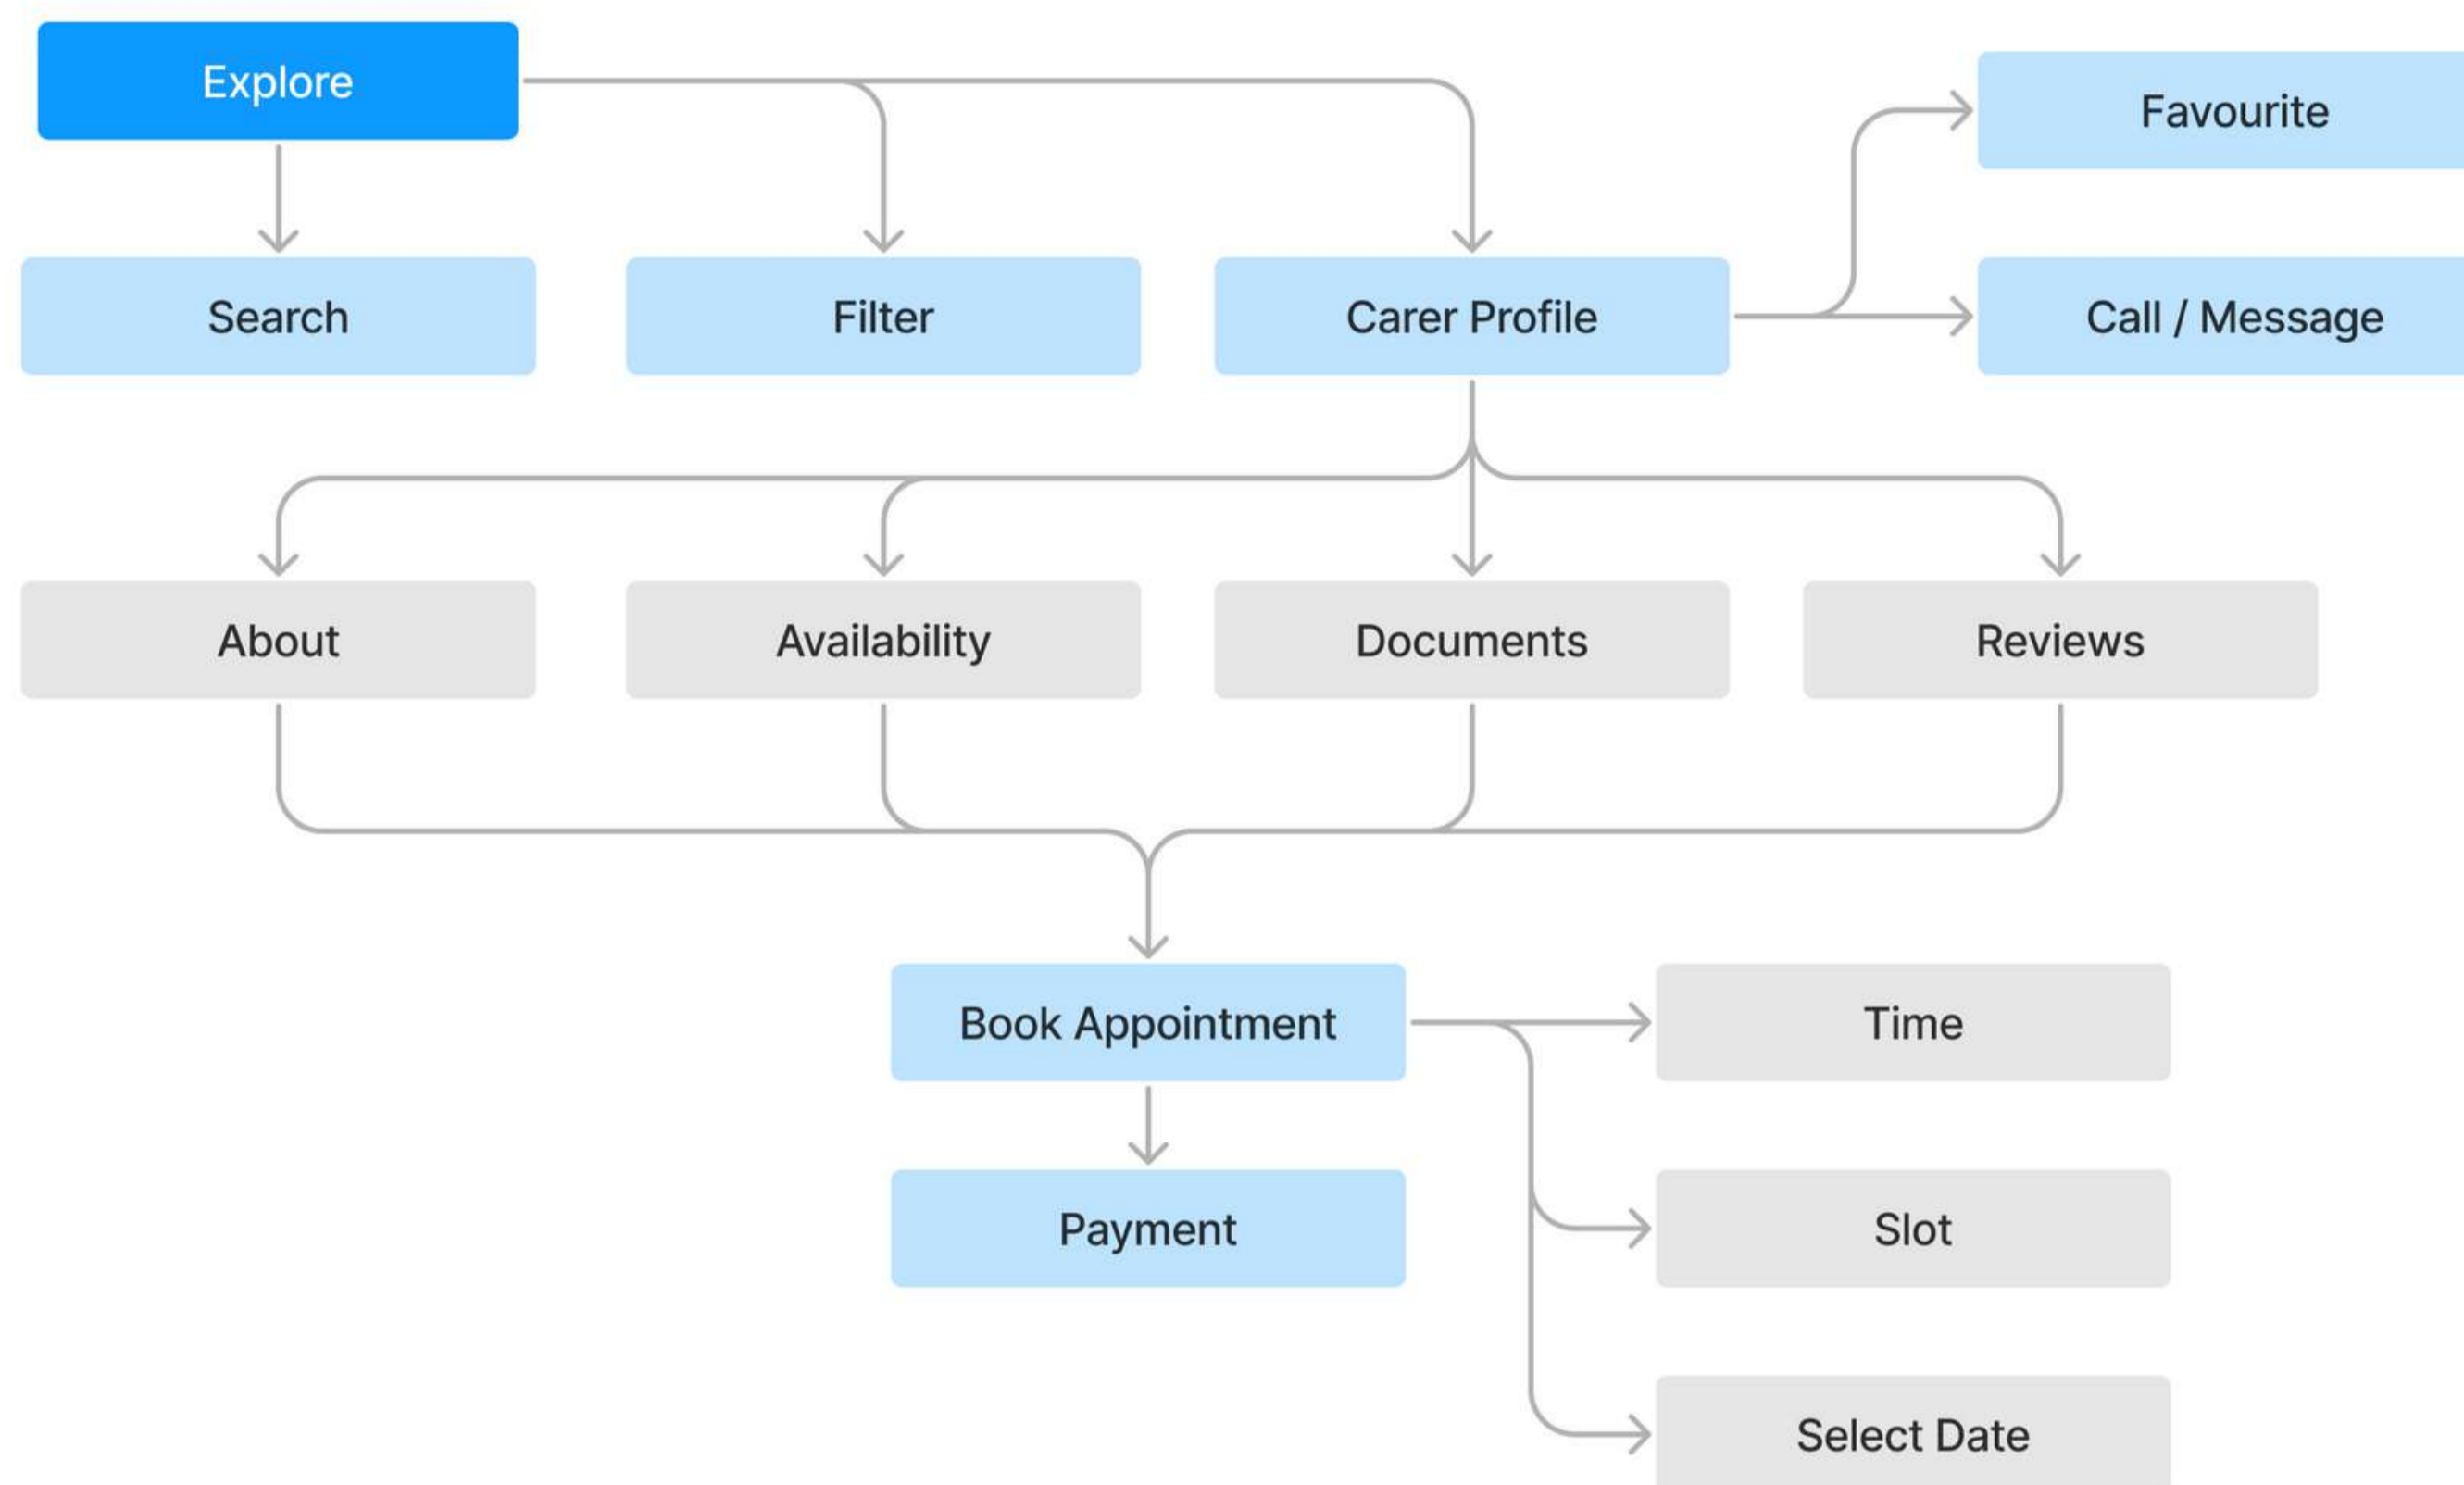 Explore
Favourite
Search
Filter
Carer Profile
Call / Message
About
Availability
Documents
Reviews
Book Appointment
Time
Payment
Slot
Select Date